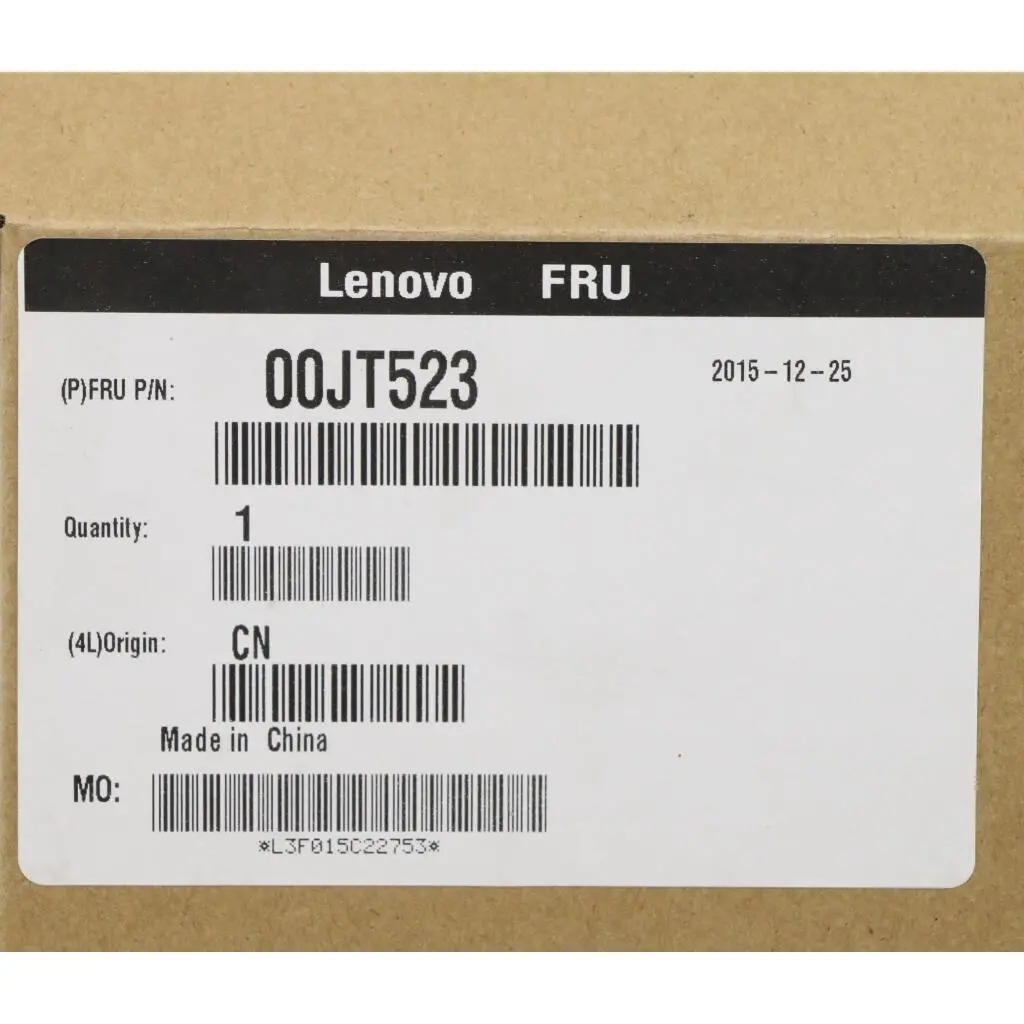 Lenovo FRU
(P)FRU P/N: 00JT523 2015-12-25
Quantity: 1
(4L)Origin: CN
Made in China
MO:
*L3F015C22753*